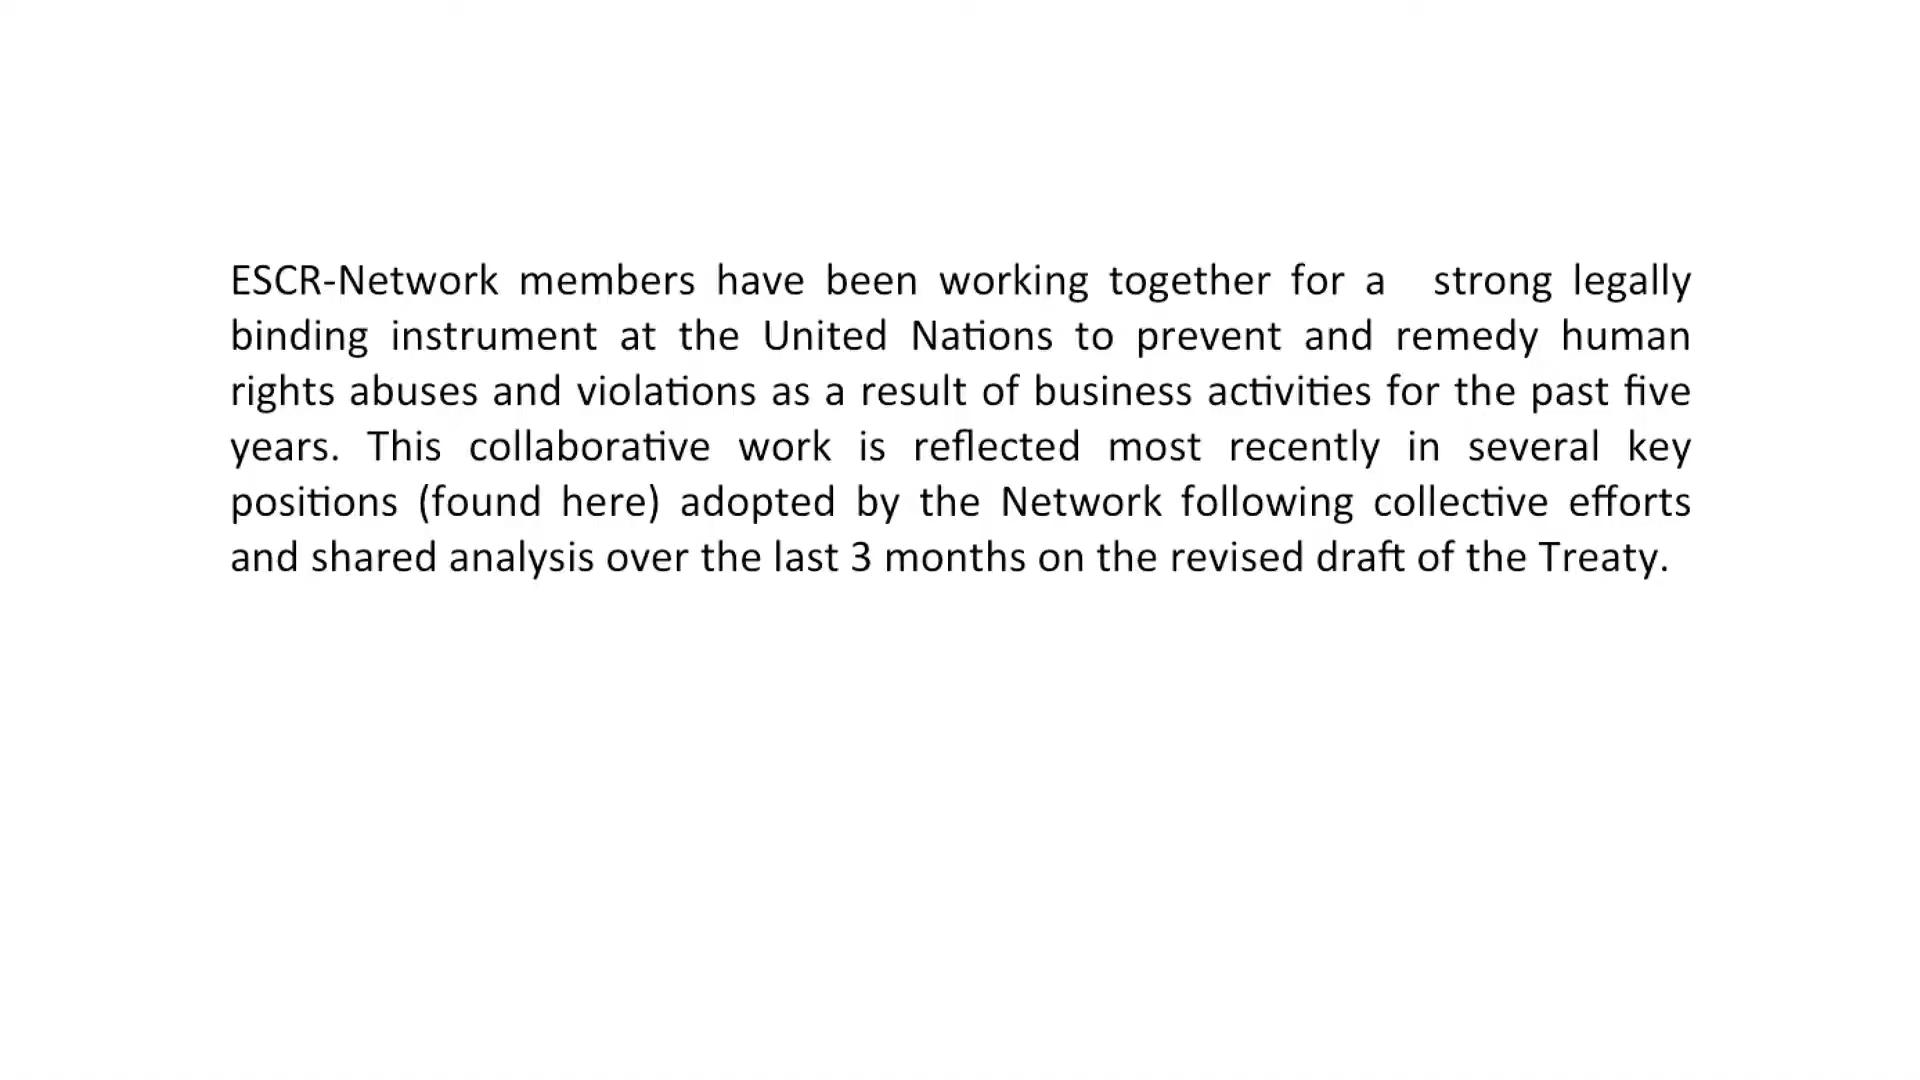 ESCR-Network members have been working together for a strong legally
binding instrument at the United Nations to prevent and remedy human
rights abuses and violations as a result of business activities for the past five
years. This collaborative work is reflected most recently in several key
positions (found here) adopted by the Network following collective efforts
and shared analysis over the last 3 months on the revised draft of the Treaty.